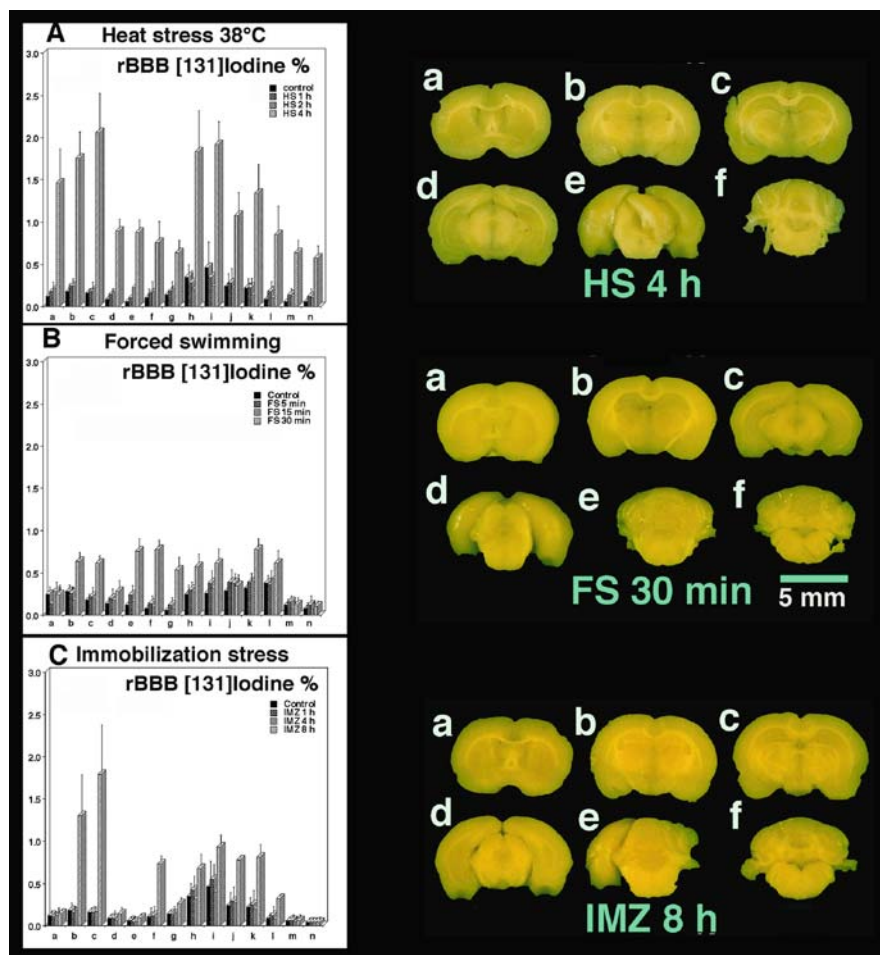 A Heat stress 38°C
rBBB [131]Iodine %
control
HS 1 h
HS 2 h
HS 4 h
3.0
2.5
2.0
1.5
1.0
0.5
0.0
a b c d e f g h i j k l m n
a b c
d e f
HS 4 h
B Forced swimming
rBBB [131]Iodine %
Control
FS 5 min
FS 15 min
FS 30 min
3.0
2.5
2.0
1.5
1.0
0.5
0.0
a b c d e f g h i j k l m n
a b c
d e f
FS 30 min
5 mm
C Immobilization stress
rBBB [131]Iodine %
Control
IMZ 1 h
IMZ 4 h
IMZ 8 h
3.0
2.5
2.0
1.5
1.0
0.5
0.0
a b c d e f g h i j k l m n
a b c
d e f
IMZ 8 h